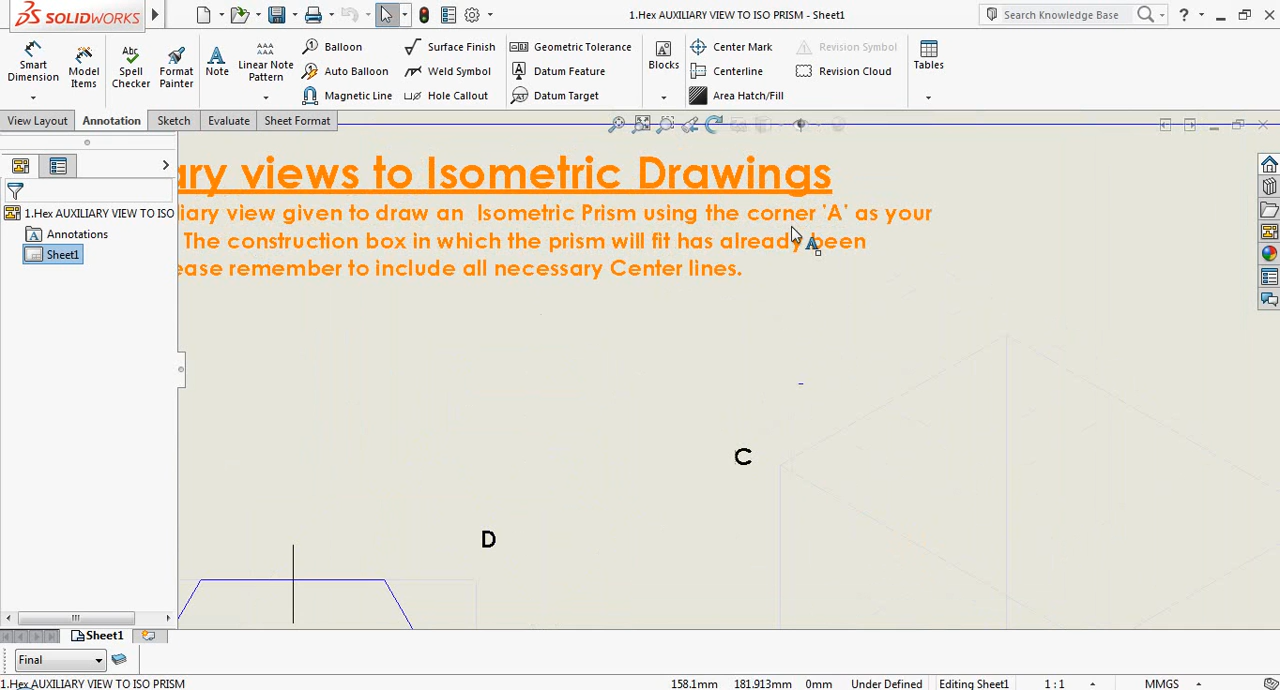 SOLIDWORKS
1.Hex AUXILIARY VIEW TO ISO PRISM - Sheet1
Search Knowledge Base
?
Smart Dimension
Model Items
Spell Checker
Format Painter
Note
Linear Note Pattern
Balloon
Auto Balloon
Magnetic Line
Surface Finish
Weld Symbol
Hole Callout
Geometric Tolerance
Datum Feature
Datum Target
Blocks
Center Mark
Centerline
Area Hatch/Fill
Revision Symbol
Revision Cloud
Tables
View Layout
Annotation
Sketch
Evaluate
Sheet Format
ary views to Isometric Drawings
liary view given to draw an Isometric Prism using the corner 'A' as your
The construction box in which the prism will fit has already been
ease remember to include all necessary Center lines.
1.Hex AUXILIARY VIEW TO ISO
Annotations
Sheet1
C
D
Sheet1
Final
1.Hex AUXILIARY VIEW TO ISO PRISM
158.1mm
181.913mm
0mm
Under Defined
Editing Sheet1
1 : 1
MMGS